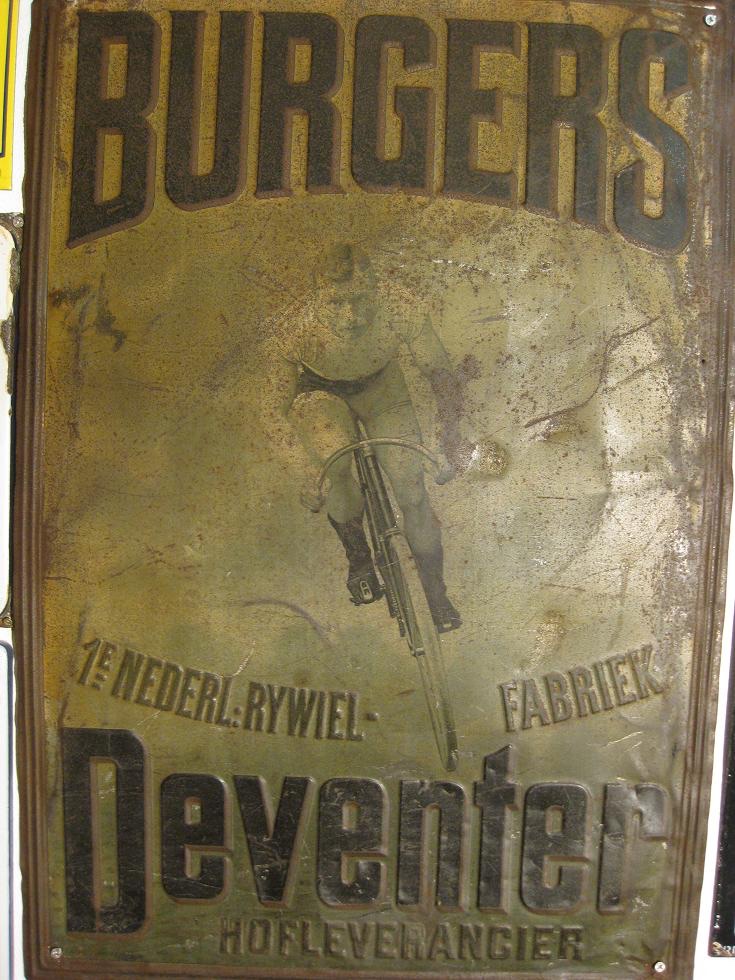 BURGERS
1E NEDERL: RYWIEL- FABRIEK
Deventer
HOFLEVERANCIER